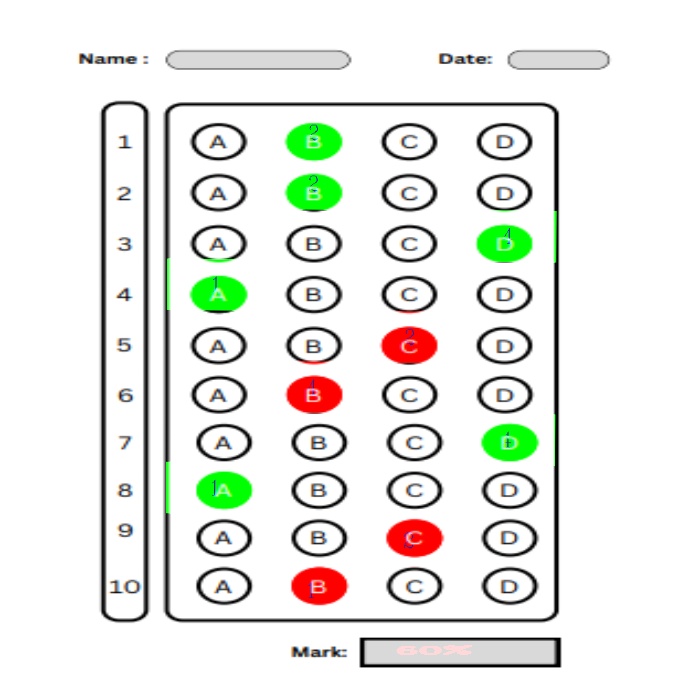 Name :
Date:
1 A B C D
2 A B C D
3 A B C D
4 A B C D
5 A B C D
6 A B C D
7 A B C D
8 A B C D
9 A B C D
10 A B C D
Mark: 60%